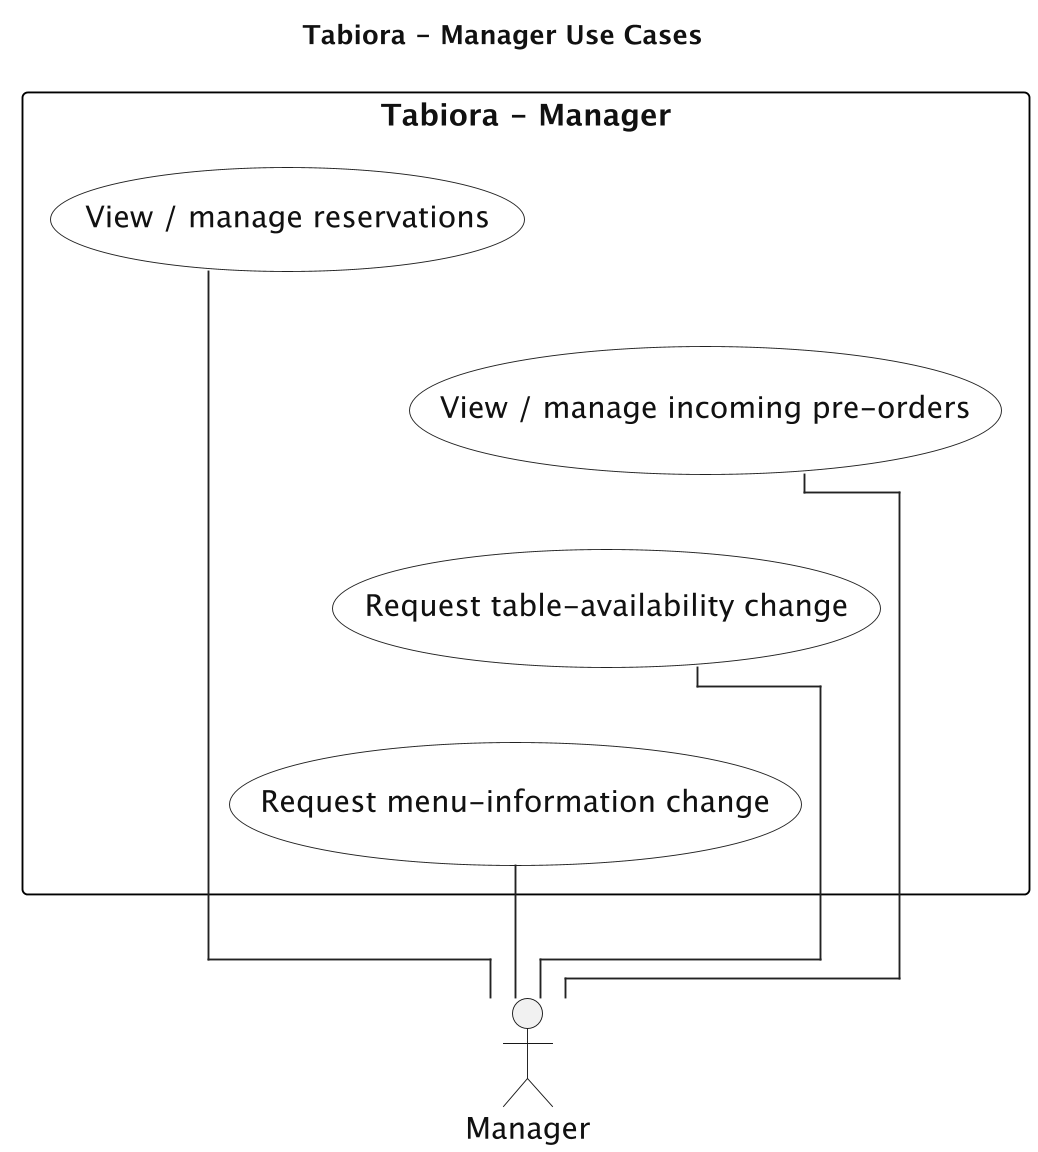 Tabiora - Manager Use Cases
Tabiora - Manager
View / manage reservations
View / manage incoming pre-orders
Request table-availability change
Request menu-information change
Manager